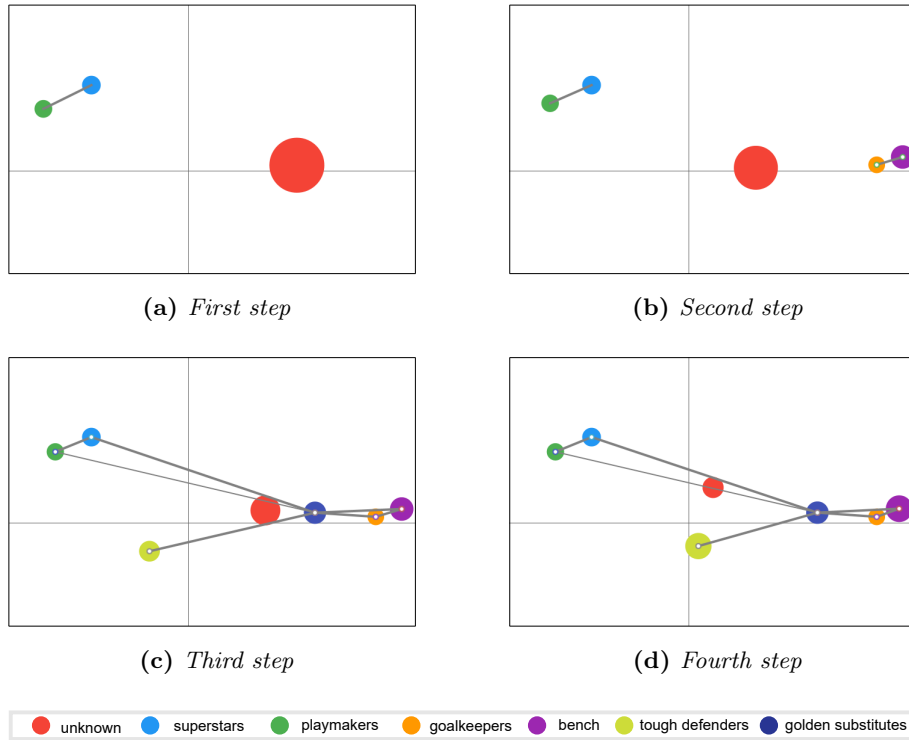 (a) First step
(b) Second step
(c) Third step
(d) Fourth step
unknown superstars playmakers goalkeepers bench tough defenders golden substitutes